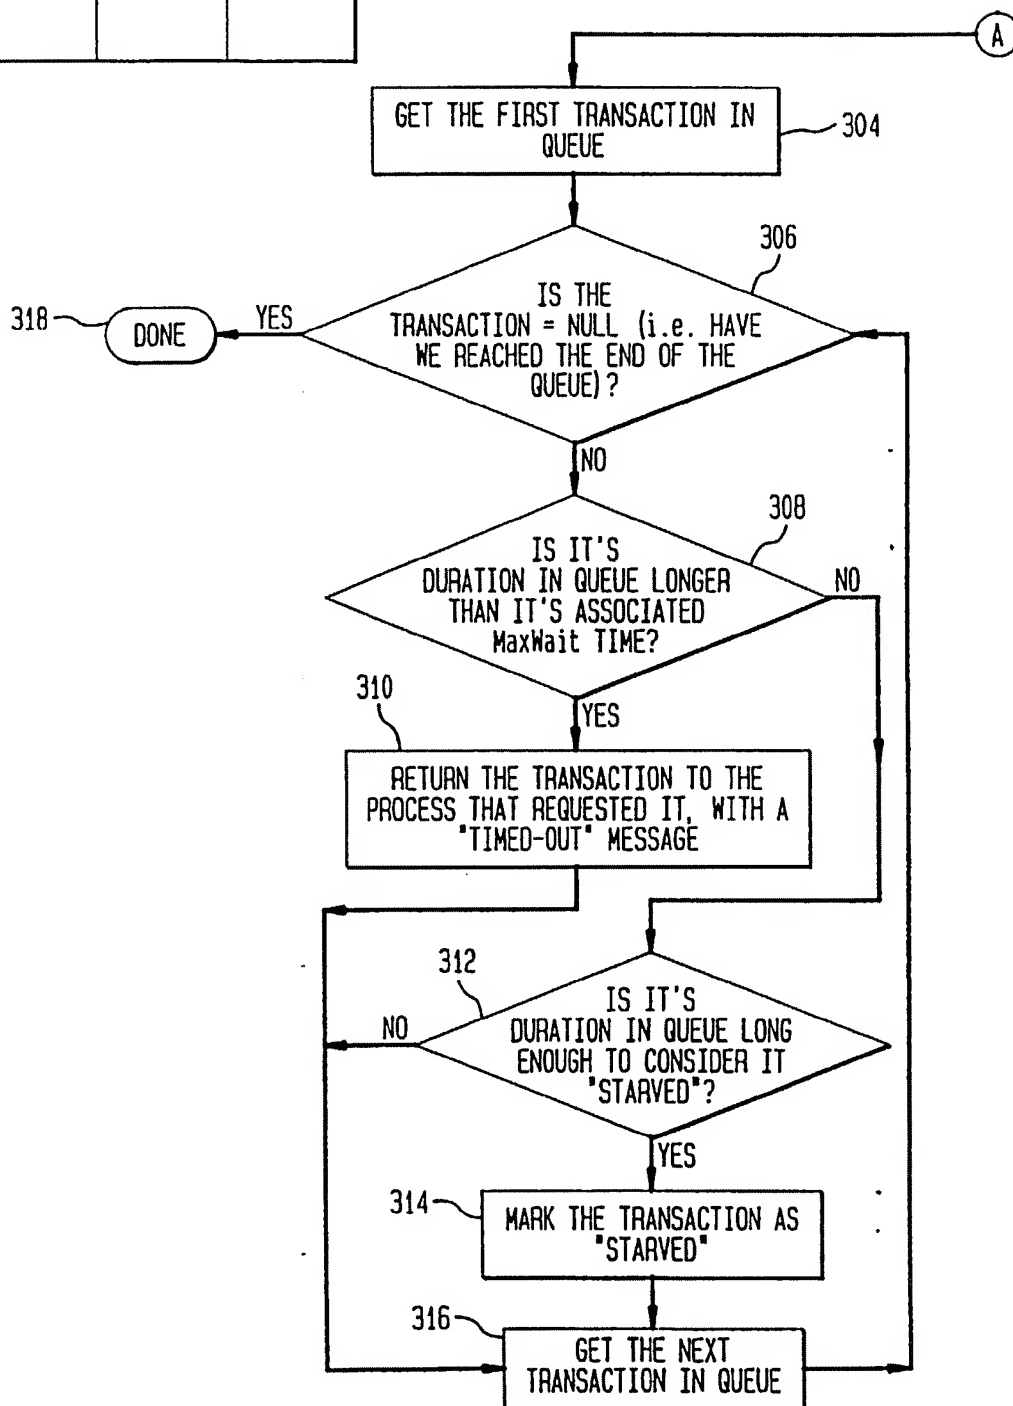 A
GET THE FIRST TRANSACTION IN
QUEUE
304
306
IS THE
TRANSACTION = NULL (i.e. HAVE
WE REACHED THE END OF THE
QUEUE)?
YES
318
DONE
NO
308
IS IT'S
DURATION IN QUEUE LONGER
THAN IT'S ASSOCIATED
MaxWait TIME?
NO
YES
310
RETURN THE TRANSACTION TO THE
PROCESS THAT REQUESTED IT, WITH A
"TIMED-OUT" MESSAGE
312
IS IT'S
DURATION IN QUEUE LONG
ENOUGH TO CONSIDER IT
"STARVED"?
NO
YES
314
MARK THE TRANSACTION AS
"STARVED"
316
GET THE NEXT
TRANSACTION IN QUEUE